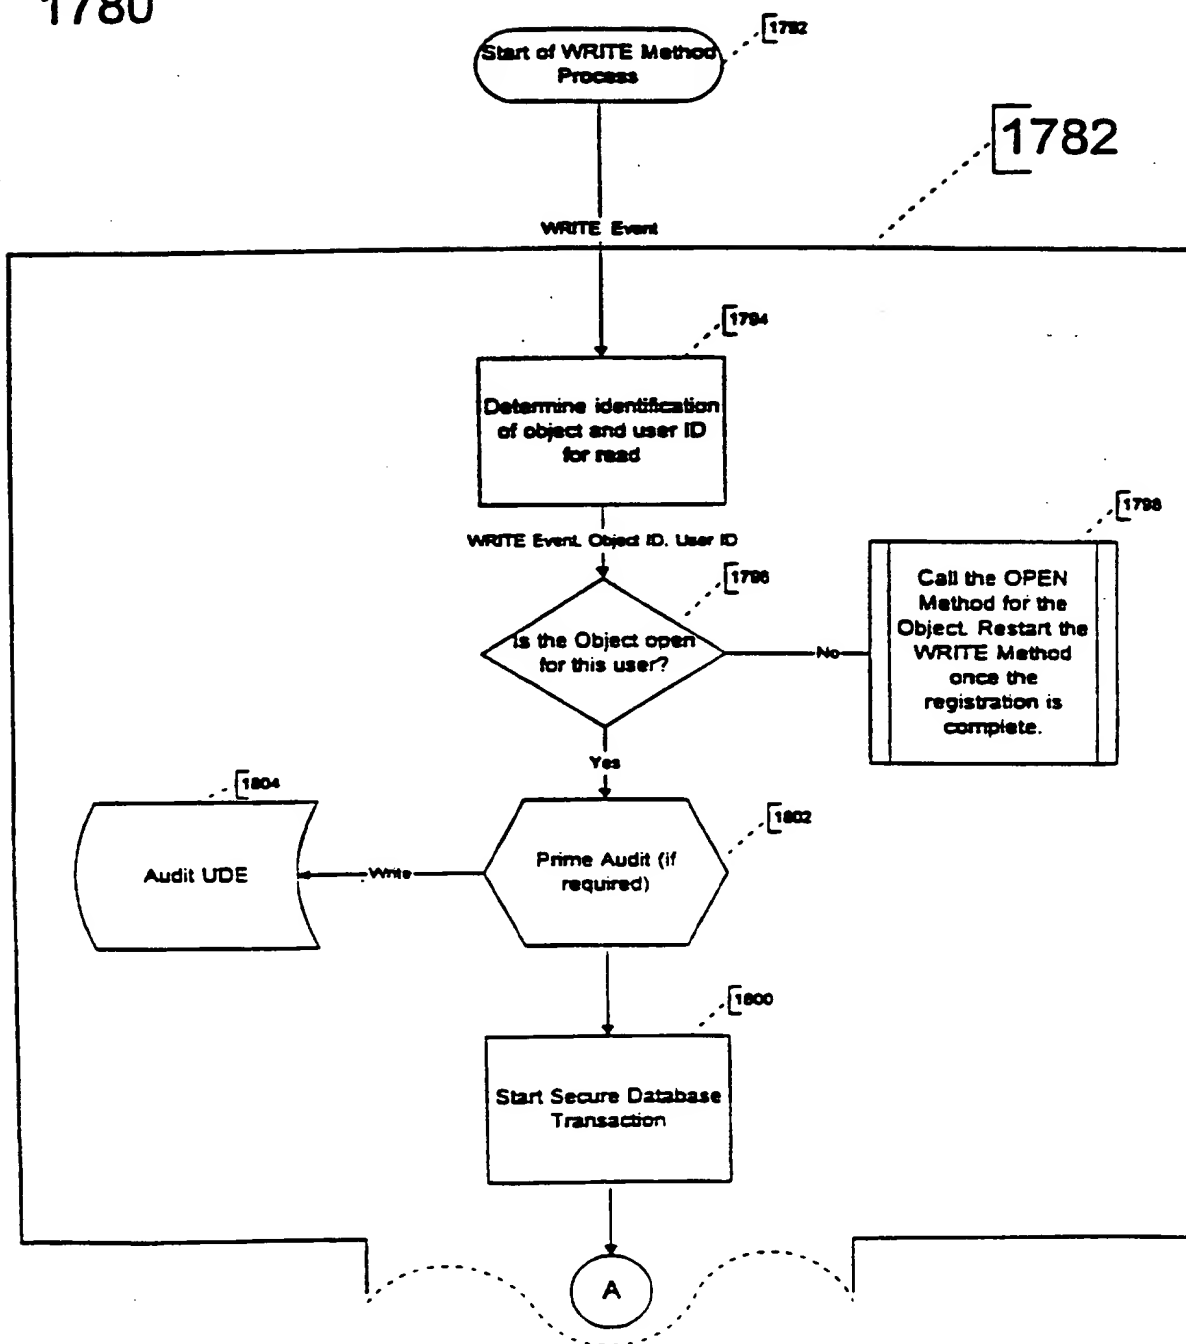 1780
Start of WRITE Method
Process
1792
1782
WRITE Event
1794
Determine identification
of object and user ID
for read
WRITE Event, Object ID, User ID
1796
Is the Object open
for this user?
No
1798
Call the OPEN
Method for the
Object. Restart the
WRITE Method
once the
registration is
complete.
Yes
1804
Audit UDE
Write
1802
Prime Audit (if
required)
1800
Start Secure Database
Transaction
A